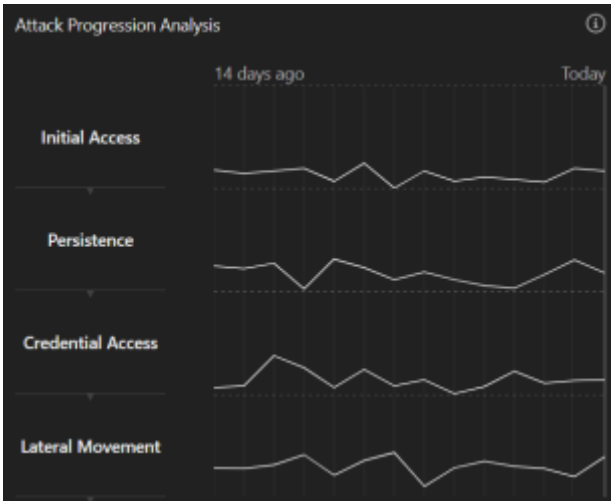 Attack Progression Analysis
14 days ago Today
Initial Access
Persistence
Credential Access
Lateral Movement